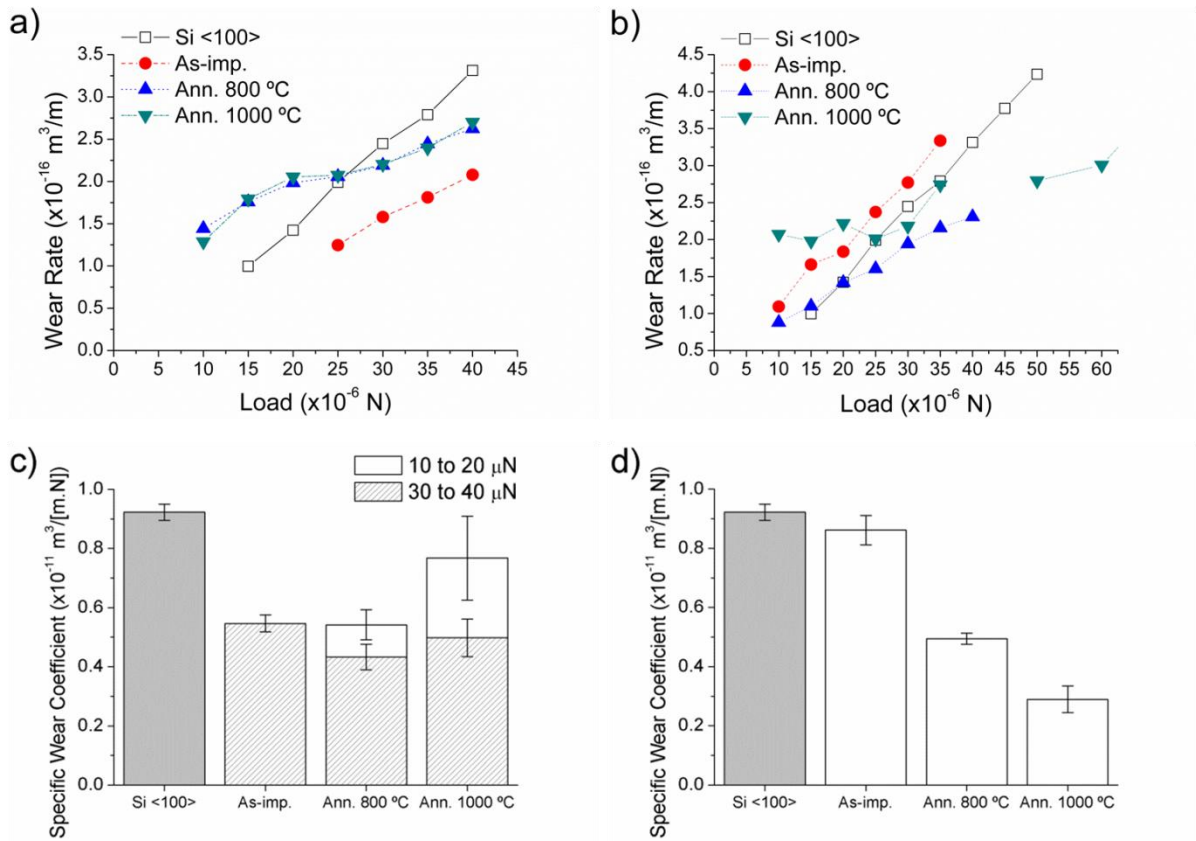 a)
Si <100>
As-imp.
Ann. 800 ºC
Ann. 1000 ºC
3.5
3.0
2.5
2.0
1.5
1.0
0.5
0.0
Wear Rate (x10⁻¹⁶ m³/m)
0 5 10 15 20 25 30 35 40 45
Load (x10⁻⁶ N)
b)
Si <100>
As-imp.
Ann. 800 ºC
Ann. 1000 ºC
4.5
4.0
3.5
3.0
2.5
2.0
1.5
1.0
0.5
Wear Rate (x10⁻¹⁶ m³/m)
0 5 10 15 20 25 30 35 40 45 50 55 60
Load (x10⁻⁶ N)
c)
10 to 20 μN
30 to 40 μN
1.0
0.8
0.6
0.4
0.2
0.0
Specific Wear Coefficient (x10⁻¹¹ m³/[m.N])
Si <100> As-imp. Ann. 800 ºC Ann. 1000 ºC
d)
1.0
0.8
0.6
0.4
0.2
0.0
Specific Wear Coefficient (x10⁻¹¹ m³/[m.N])
Si <100> As-imp. Ann. 800 ºC Ann. 1000 ºC